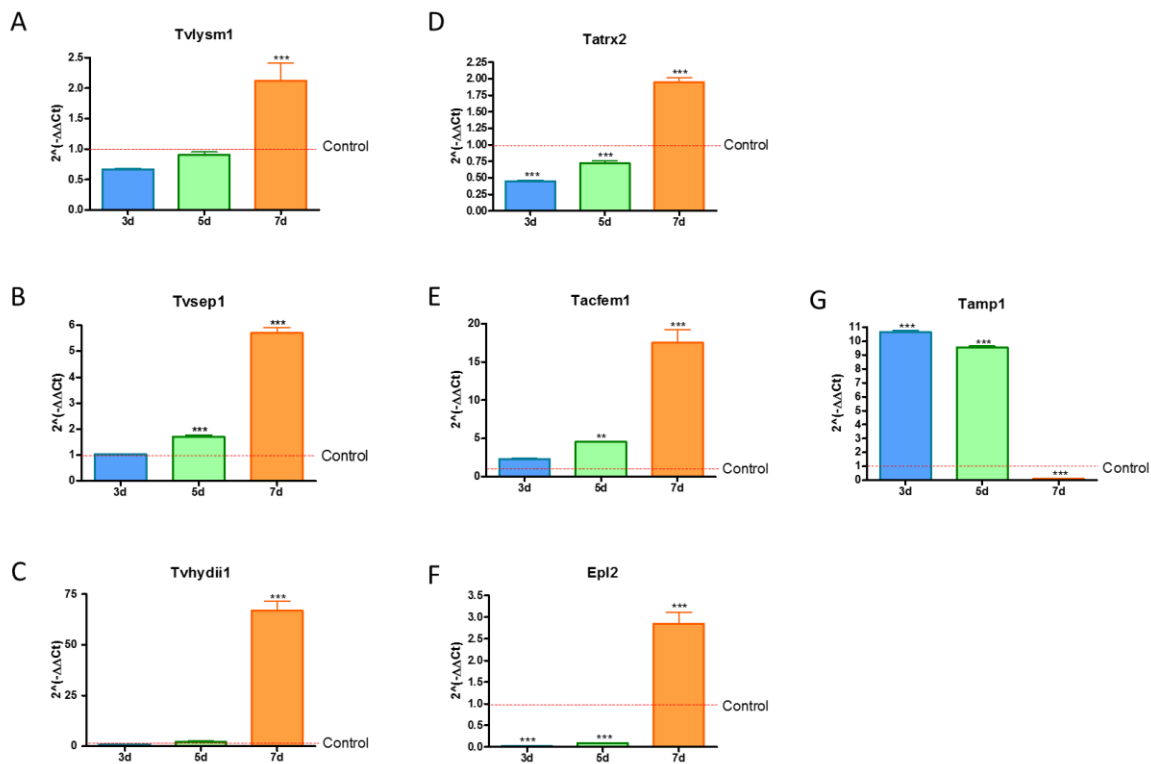 A
Tvlysm1
2^(-ΔΔCt)
2.5
2.0
1.5
1.0
0.5
0.0
***
Control
3d 5d 7d
D
Tatrx2
2^(-ΔΔCt)
2.00
2.25
1.75
1.25
1.00
0.75
0.50
0.25
0.00
*** *** ***
Control
3d 5d 7d
B
Tvsep1
2^(-ΔΔCt)
6
5
4
3
2
1
0
*** ***
Control
3d 5d 7d
E
Tacfem1
2^(-ΔΔCt)
20
15
10
5
0
** ***
Control
3d 5d 7d
G
Tamp1
2^(-ΔΔCt)
11
10
9
8
7
6
5
4
3
2
1
0
*** *** ***
Control
3d 5d 7d
C
Tvhydii1
2^(-ΔΔCt)
75
50
25
0
***
Control
3d 5d 7d
F
Epl2
2^(-ΔΔCt)
3.5
3.0
2.5
2.0
1.5
1.0
0.5
0.0
*** *** ***
Control
3d 5d 7d